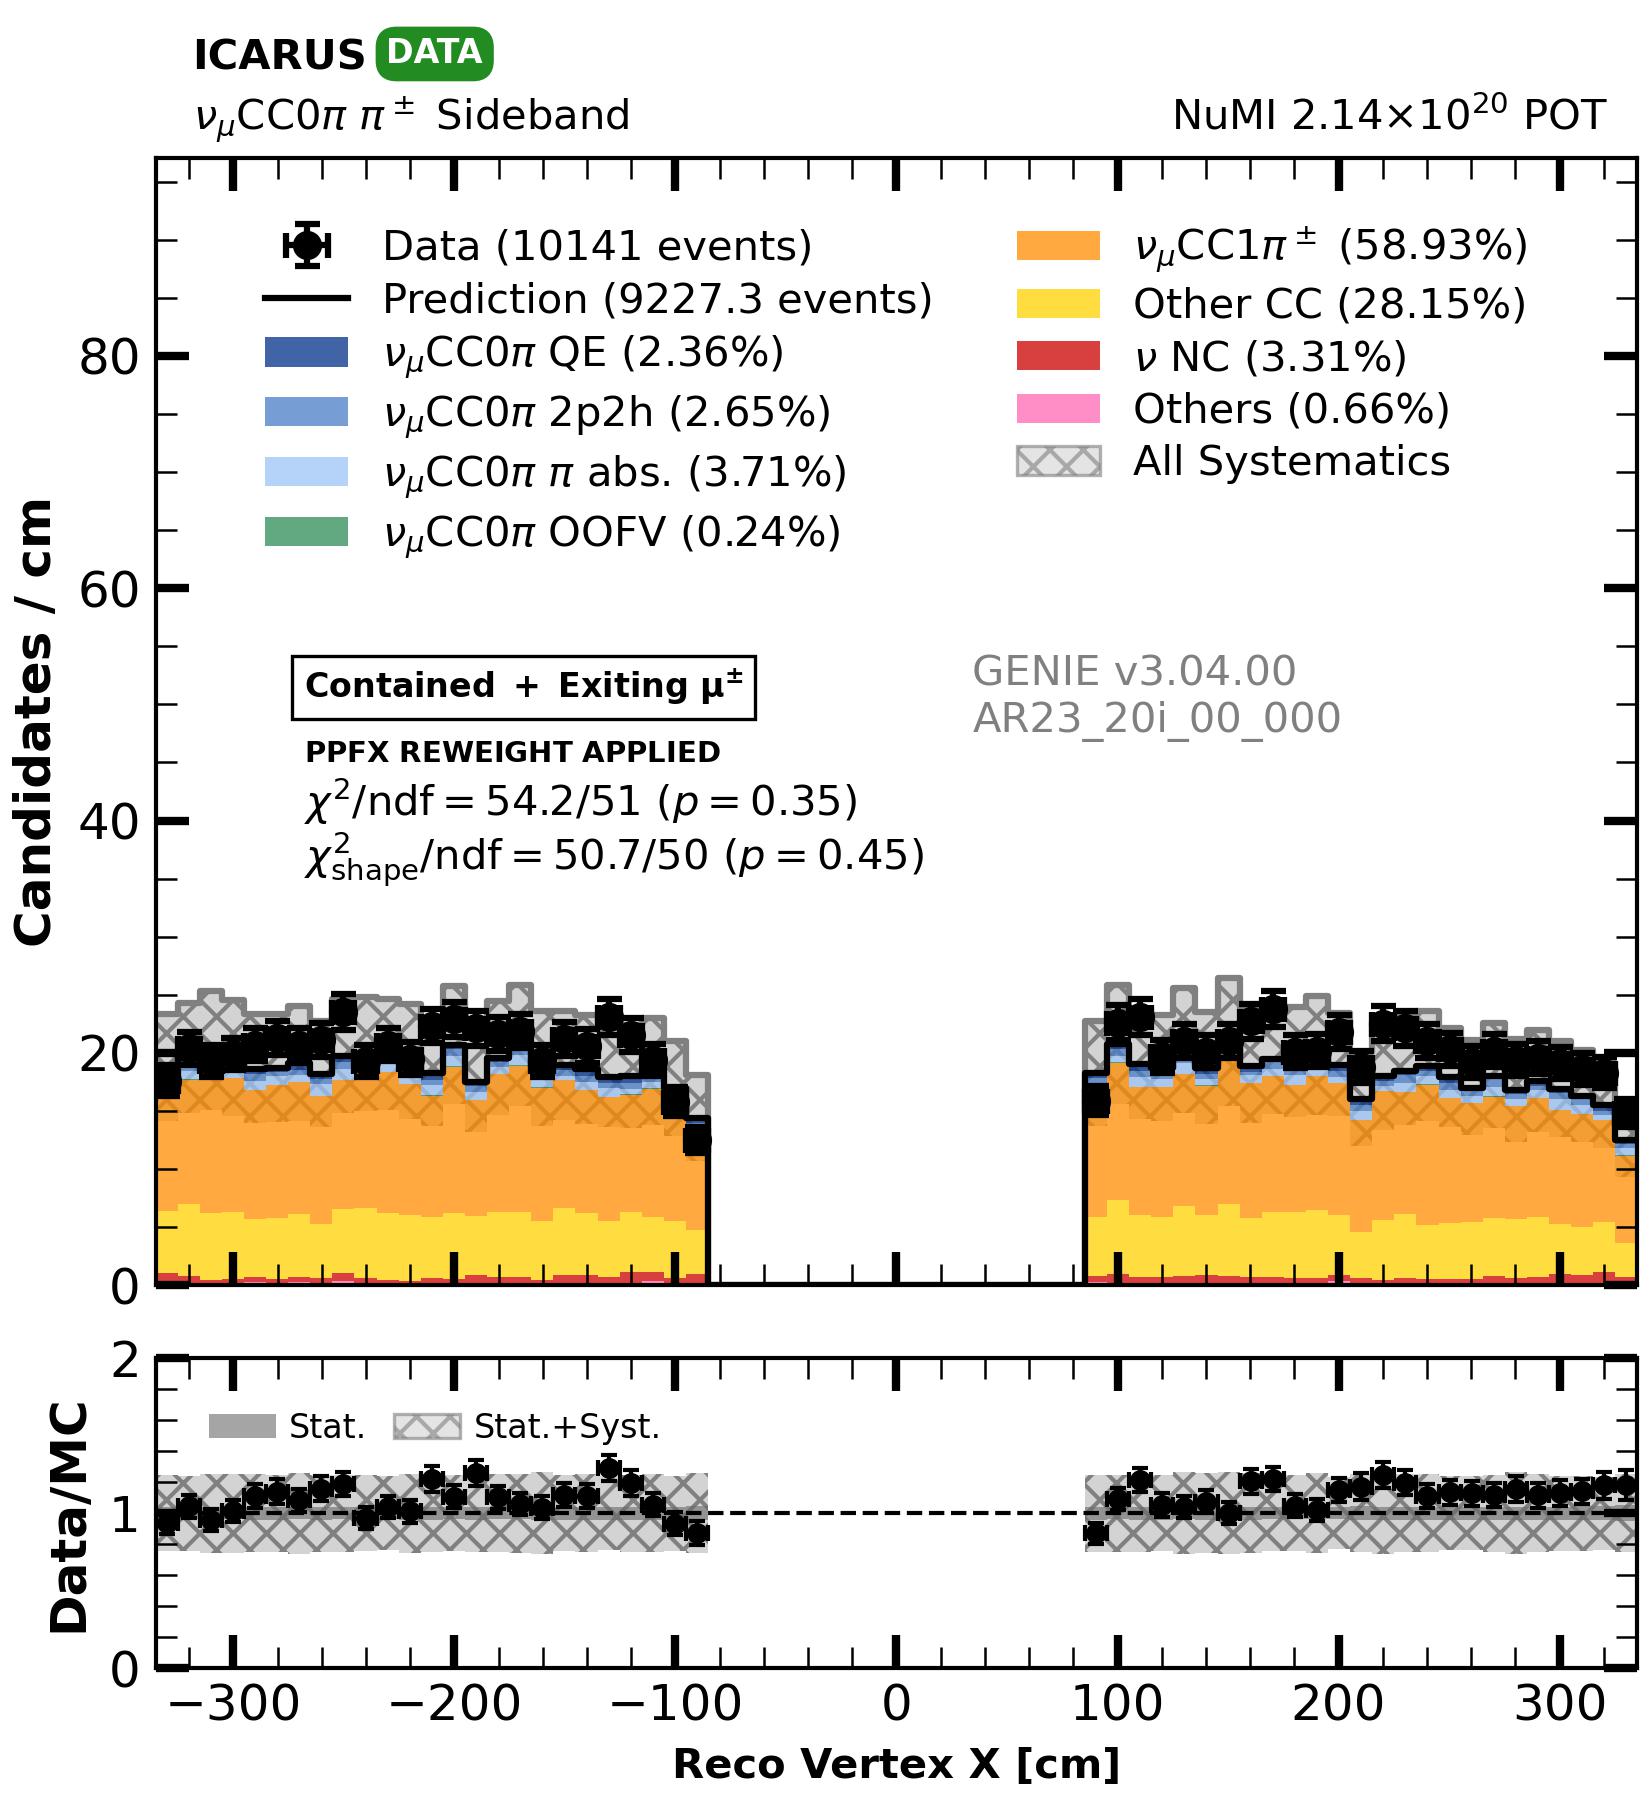 ICARUS DATA
νμCC0π π± Sideband
NuMI 2.14×10²⁰ POT
Data (10141 events)
Prediction (9227.3 events)
νμCC0π QE (2.36%)
νμCC0π 2p2h (2.65%)
νμCC0π π abs. (3.71%)
νμCC0π OOFV (0.24%)
νμCC1π± (58.93%)
Other CC (28.15%)
ν NC (3.31%)
Others (0.66%)
All Systematics
Contained + Exiting μ±
PPFX REWEIGHT APPLIED
χ²/ndf = 54.2/51 (p = 0.35)
χ²shape/ndf = 50.7/50 (p = 0.45)
GENIE v3.04.00
AR23_20i_00_000
Candidates / cm
80
60
40
20
0
Stat.
Stat.+Syst.
Data/MC
2
1
0
−300 −200 −100 0 100 200 300
Reco Vertex X [cm]